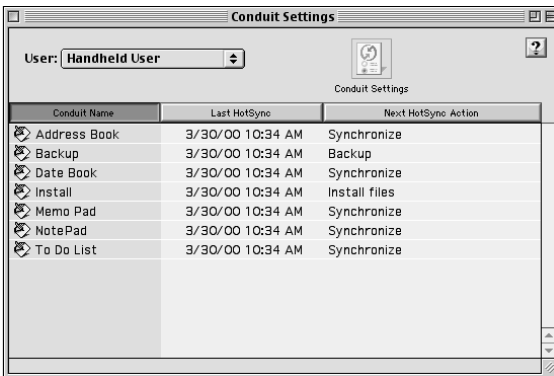 Conduit Settings
User: Handheld User
?
Conduit Settings
Conduit Name Last HotSync Next HotSync Action
Address Book 3/30/00 10:34 AM Synchronize
Backup 3/30/00 10:34 AM Backup
Date Book 3/30/00 10:34 AM Synchronize
Install 3/30/00 10:34 AM Install files
Memo Pad 3/30/00 10:34 AM Synchronize
NotePad 3/30/00 10:34 AM Synchronize
To Do List 3/30/00 10:34 AM Synchronize